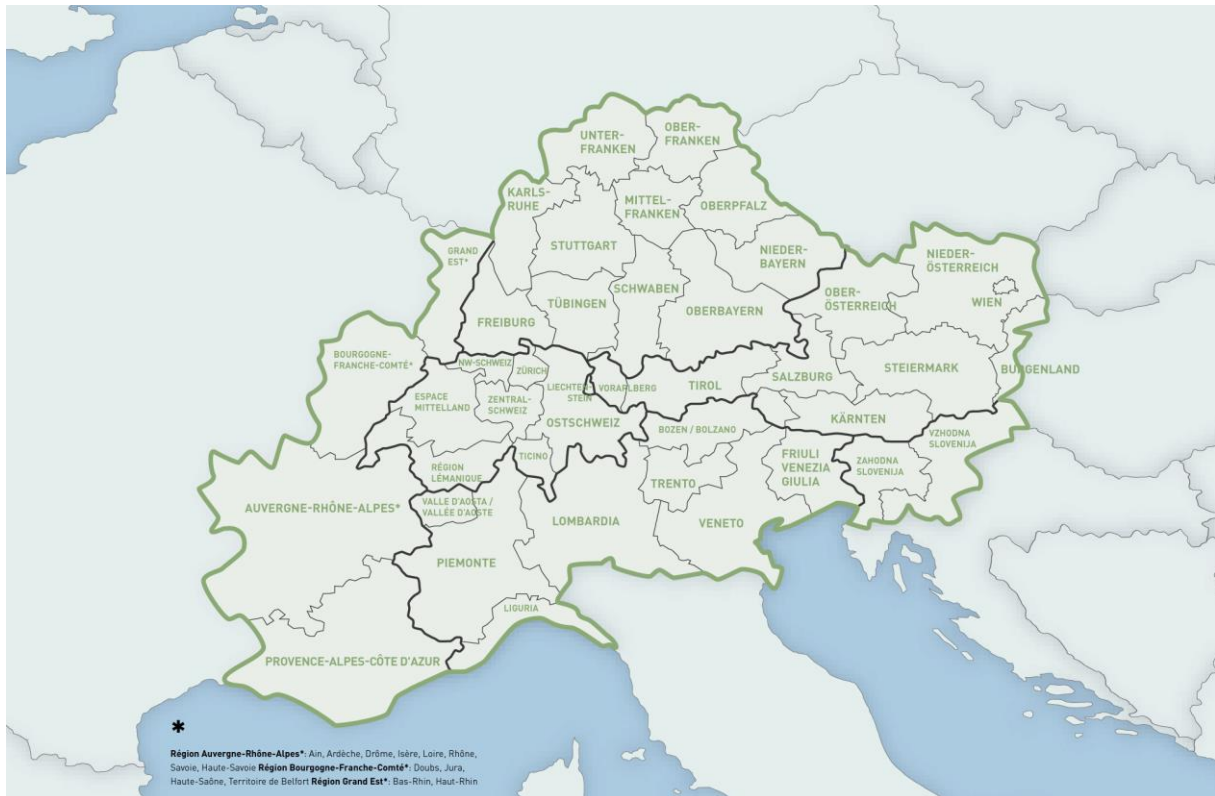 UNTER-
FRANKEN
OBER-
FRANKEN
KARLS-
RUHE
MITTEL-
FRANKEN
OBERPFALZ
GRAND
EST*
STUTTGART
NIEDER-
BAYERN
NIEDER-
ÖSTERREICH
SCHWABEN
TÜBINGEN
OBER-
ÖSTERREICH
WIEN
OBERBAYERN
FREIBURG
BOURGOGNE-
FRANCHE-COMTÉ*
NW-SCHWEIZ
ZÜRICH
LIECHTEN-
STEIN
VORARLBERG
TIROL
SALZBURG
STEIERMARK
BURGENLAND
ESPACE
MITTELLAND
ZENTRAL-
SCHWEIZ
OSTSCHWEIZ
KÄRNTEN
BOZEN / BOLZANO
VZHODNA
SLOVENIJA
RÉGION
LÉMANIQUE
TICINO
TRENTO
FRIULI
VENEZIA
GIULIA
ZAHODNA
SLOVENIJA
AUVERGNE-RHÔNE-ALPES*
VALLE D'AOSTA /
VALLÉE D'AOSTE
LOMBARDIA
VENETO
PIEMONTE
LIGURIA
PROVENCE-ALPES-CÔTE D'AZUR
*
Région Auvergne-Rhône-Alpes*: Ain, Ardèche, Drôme, Isère, Loire, Rhône,
Savoie, Haute-Savoie Région Bourgogne-Franche-Comté*: Doubs, Jura,
Haute-Saône, Territoire de Belfort Région Grand Est*: Bas-Rhin, Haut-Rhin